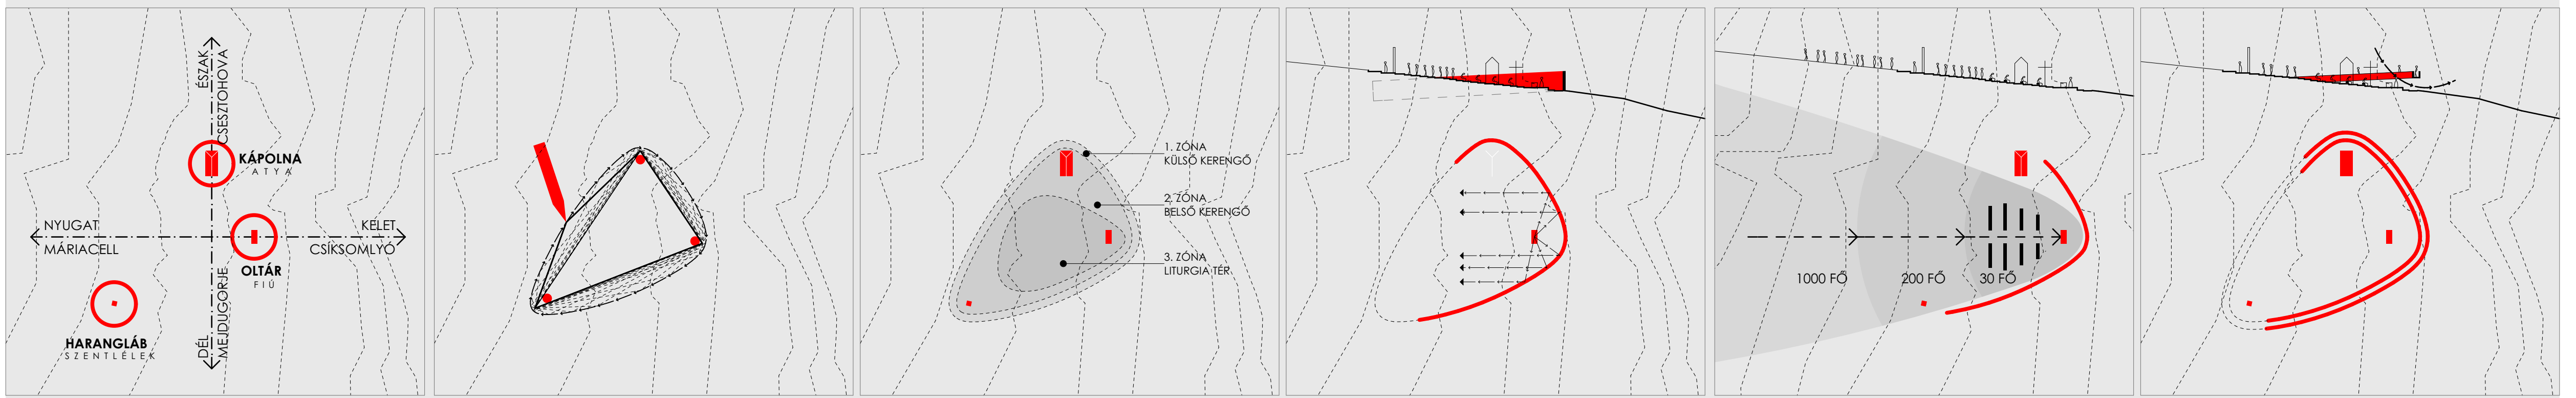 ÉSZAK
CSESZTOHOVA
KÁPOLNA
ATYA
NYUGAT
MÁRIACELL
KELET
CSÍKSOMLYÓ
OLTÁR
FIÚ
HARANGLÁB
SZENTLÉLEK
DÉL
MEJDUGORJE
1. ZÓNA
KÜLSŐ KERENGŐ
2. ZÓNA
BELSŐ KERENGŐ
3. ZÓNA
LITURGIA TÉR
1000 FŐ
200 FŐ
30 FŐ